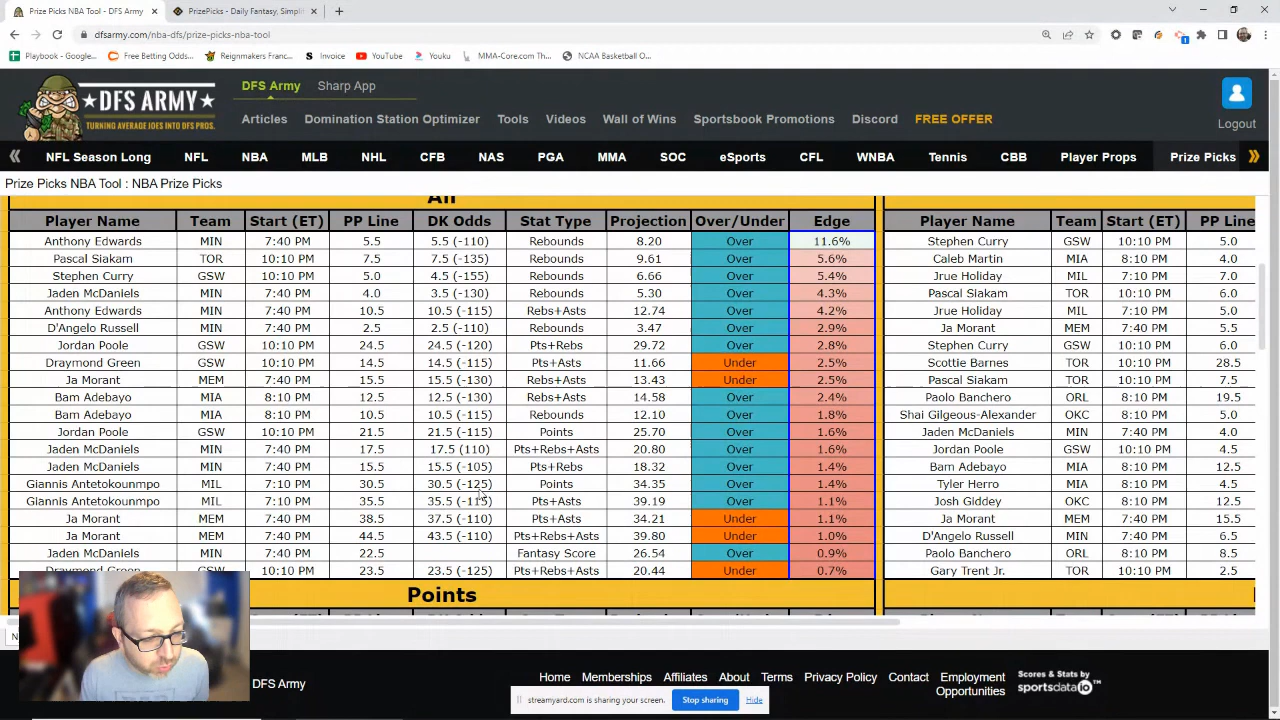 Prize Picks NBA Tool - DFS Army
PrizePicks - Daily Fantasy, Simplifi
dfsarmy.com/nba-dfs/prize-picks-nba-tool
Playbook - Google... Free Betting Odds... Reignmakers Franc... Invoice YouTube Youku MMA-Core.com Th... NCAA Basketball O...
DFS ARMY
TURNING AVERAGE JOES INTO DFS PROS.
DFS Army Sharp App
Articles Domination Station Optimizer Tools Videos Wall of Wins Sportsbook Promotions Discord FREE OFFER
Logout
NFL Season Long NFL NBA MLB NHL CFB NAS PGA MMA SOC eSports CFL WNBA Tennis CBB Player Props Prize Picks
Prize Picks NBA Tool : NBA Prize Picks
All
Player Name Team Start (ET) PP Line DK Odds Stat Type Projection Over/Under Edge Player Name Team Start (ET) PP Line
Anthony Edwards MIN 7:40 PM 5.5 5.5 (-110) Rebounds 8.20 Over 11.6% Stephen Curry GSW 10:10 PM 5.0
Pascal Siakam TOR 10:10 PM 7.5 7.5 (-135) Rebounds 9.61 Over 5.6% Caleb Martin MIA 8:10 PM 4.0
Stephen Curry GSW 10:10 PM 5.0 4.5 (-155) Rebounds 6.66 Over 5.4% Jrue Holiday MIL 7:10 PM 7.0
Jaden McDaniels MIN 7:40 PM 4.0 3.5 (-130) Rebounds 5.30 Over 4.3% Pascal Siakam TOR 10:10 PM 6.0
Anthony Edwards MIN 7:40 PM 10.5 10.5 (-115) Rebs+Asts 12.74 Over 4.2% Jrue Holiday MIL 7:10 PM 5.0
D'Angelo Russell MIN 7:40 PM 2.5 2.5 (-110) Rebounds 3.47 Over 2.9% Ja Morant MEM 7:40 PM 5.5
Jordan Poole GSW 10:10 PM 24.5 24.5 (-120) Pts+Rebs 29.72 Over 2.8% Stephen Curry GSW 10:10 PM 6.0
Draymond Green GSW 10:10 PM 14.5 14.5 (-115) Pts+Asts 11.66 Under 2.5% Scottie Barnes TOR 10:10 PM 28.5
Ja Morant MEM 7:40 PM 15.5 15.5 (-130) Rebs+Asts 13.43 Under 2.5% Pascal Siakam TOR 10:10 PM 7.5
Bam Adebayo MIA 8:10 PM 12.5 12.5 (-130) Rebs+Asts 14.58 Over 2.4% Paolo Banchero ORL 8:10 PM 19.5
Bam Adebayo MIA 8:10 PM 10.5 10.5 (-115) Rebounds 12.10 Over 1.8% Shai Gilgeous-Alexander OKC 8:10 PM 5.0
Jordan Poole GSW 10:10 PM 21.5 21.5 (-115) Points 25.70 Over 1.6% Jaden McDaniels MIN 7:40 PM 4.0
Jaden McDaniels MIN 7:40 PM 17.5 17.5 (110) Pts+Rebs+Asts 20.80 Over 1.6% Jordan Poole GSW 10:10 PM 24.5
Jaden McDaniels MIN 7:40 PM 15.5 15.5 (-105) Pts+Rebs 18.32 Over 1.4% Bam Adebayo MIA 8:10 PM 12.5
Giannis Antetokounmpo MIL 7:10 PM 30.5 30.5 (-125) Points 34.35 Over 1.4% Tyler Herro MIA 8:10 PM 4.5
Giannis Antetokounmpo MIL 7:10 PM 35.5 35.5 (-115) Pts+Asts 39.19 Over 1.1% Josh Giddey OKC 8:10 PM 12.5
Ja Morant MEM 7:40 PM 38.5 37.5 (-110) Pts+Asts 34.21 Under 1.1% Ja Morant MEM 7:40 PM 15.5
Ja Morant MEM 7:40 PM 44.5 43.5 (-110) Pts+Rebs+Asts 39.80 Under 1.0% D'Angelo Russell MIN 7:40 PM 6.5
Jaden McDaniels MIN 7:40 PM 22.5 Fantasy Score 26.54 Over 0.9% Paolo Banchero ORL 8:10 PM 8.5
Draymond Green GSW 10:10 PM 23.5 23.5 (-125) Pts+Rebs+Asts 20.44 Under 0.7% Gary Trent Jr. TOR 10:10 PM 2.5
Points
DFS Army
Home Memberships Affiliates About Terms Privacy Policy Contact Employment Opportunities
Scores & Stats by
sportsdataIO™
streamyard.com is sharing your screen. Stop sharing Hide